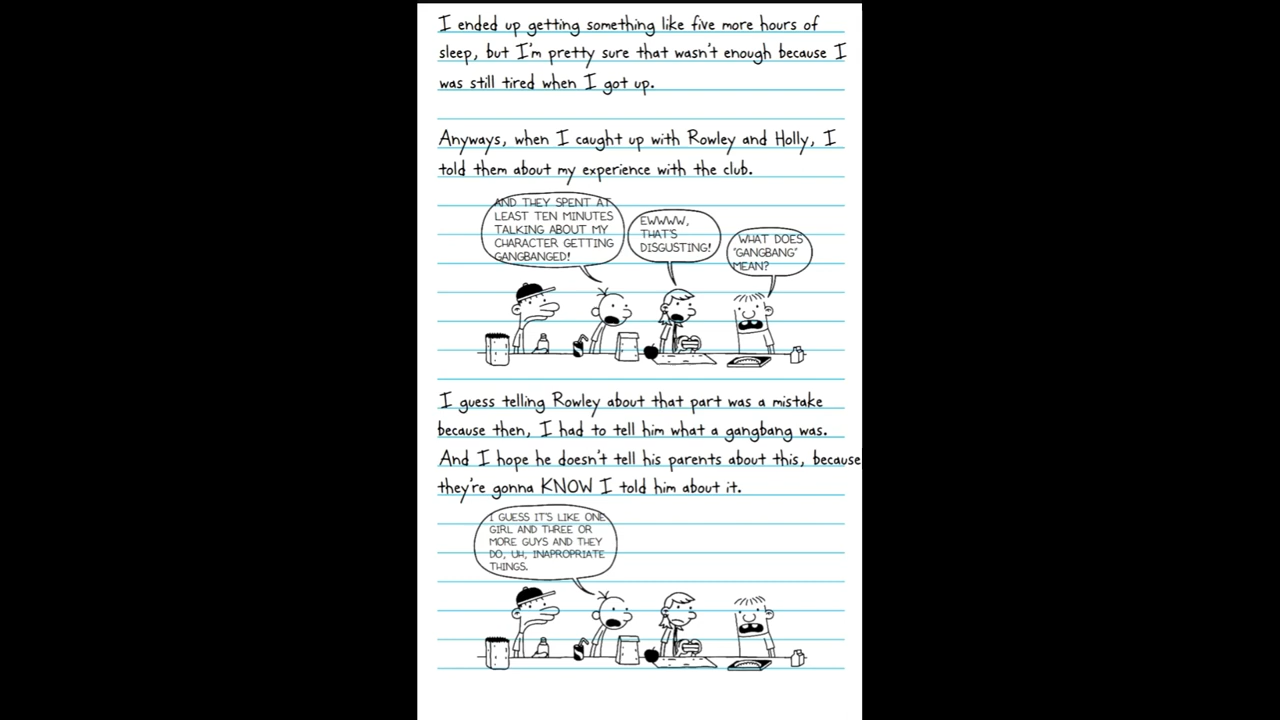 I ended up getting something like five more hours of
sleep, but I'm pretty sure that wasn't enough because I
was still tired when I got up.
Anyways, when I caught up with Rowley and Holly, I
told them about my experience with the club.
AND THEY SPENT AT
LEAST TEN MINUTES
TALKING ABOUT MY
CHARACTER GETTING
GANGBANGED!
EWWWW,
THAT'S
DISGUSTING!
WHAT DOES
"GANGBANG"
MEAN?
I guess telling Rowley about that part was a mistake
because then, I had to tell him what a gangbang was.
And I hope he doesn't tell his parents about this, because
they're gonna KNOW I told him about it.
I GUESS IT'S LIKE ONE
GIRL AND THREE OR
MORE GUYS AND THEY
DO, UH, INAPROPRIATE
THINGS.